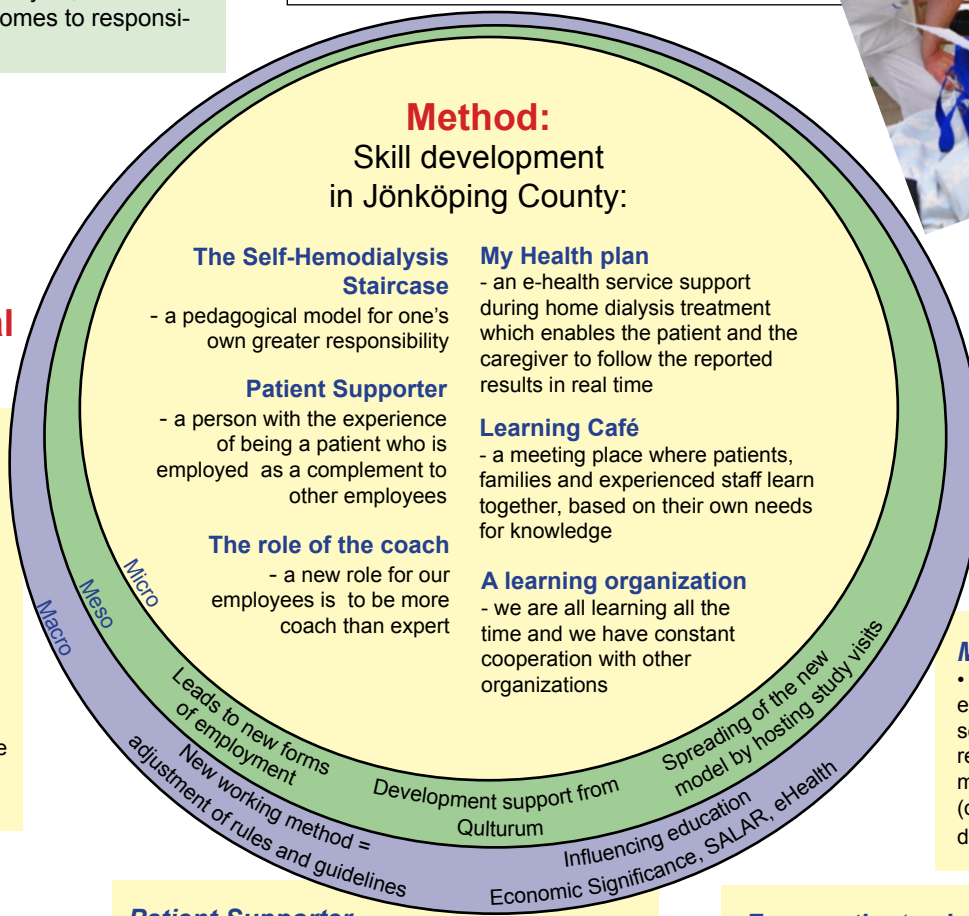 omes to responsi-
Method:
Skill development
in Jönköping County:
The Self-Hemodialysis
Staircase
- a pedagogical model for one's
own greater responsibility
Patient Supporter
- a person with the experience
of being a patient who is
employed as a complement to
other employees
The role of the coach
- a new role for our
employees is to be more
coach than expert
My Health plan
- an e-health service support
during home dialysis treatment
which enables the patient and the
caregiver to follow the reported
results in real time
Learning Café
- a meeting place where patients,
families and experienced staff learn
together, based on their own needs
for knowledge
A learning organization
- we are all learning all the
time and we have constant
cooperation with other
organizations
Micro
Meso
Macro
Leads to new forms
of employment
Development support from
Qulturum
Spreading of the new
model by hosting study visits
New working method =
adjustment of rules and guidelines
Influencing education
Economic Significance, SALAR, eHealth
al
e
M
•
e
s
re
m
(
d
Patient Supporter